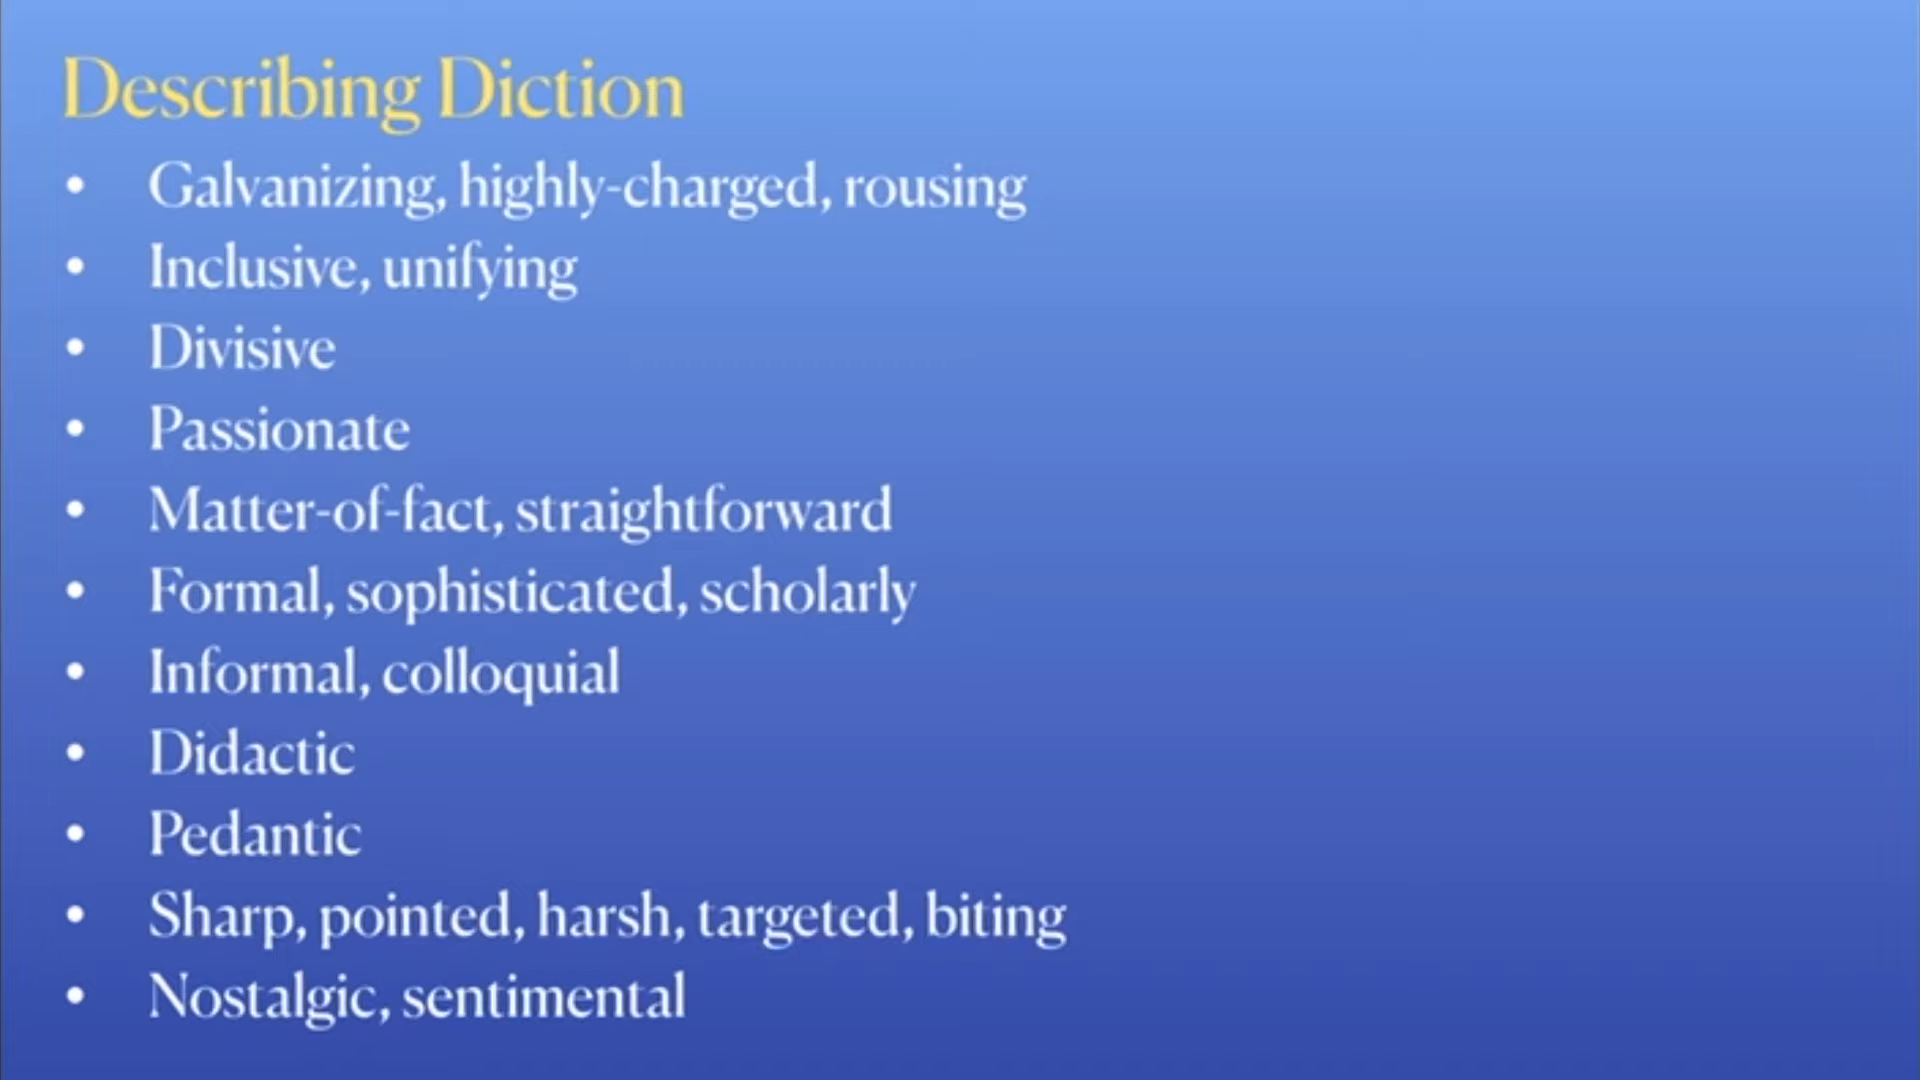 Describing Diction
• Galvanizing, highly-charged, rousing
• Inclusive, unifying
• Divisive
• Passionate
• Matter-of-fact, straightforward
• Formal, sophisticated, scholarly
• Informal, colloquial
• Didactic
• Pedantic
• Sharp, pointed, harsh, targeted, biting
• Nostalgic, sentimental